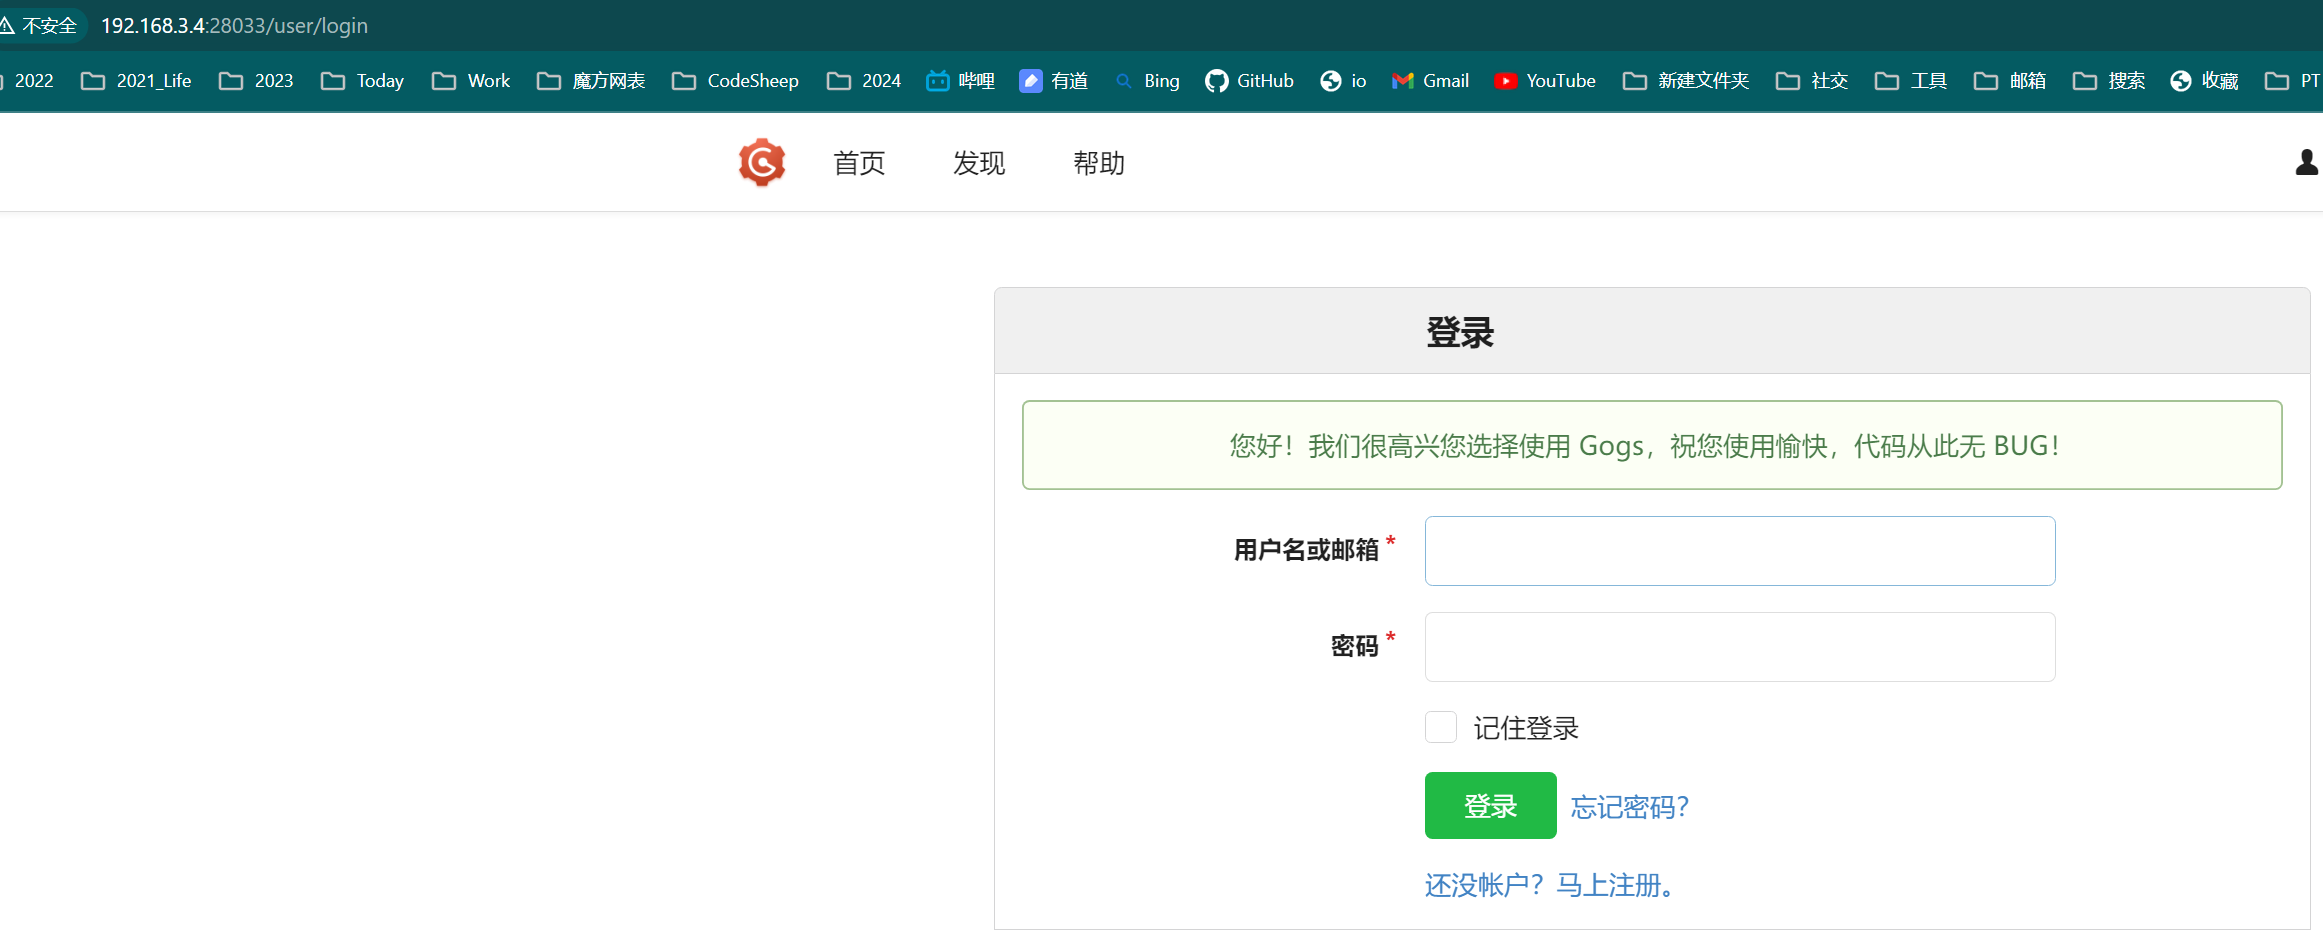 不安全 192.168.3.4:28033/user/login
2022 2021_Life 2023 Today Work 魔方网表 CodeSheep 2024 哔哩 有道 Bing GitHub io Gmail YouTube 新建文件夹 社交 工具 邮箱 搜索 收藏 PT
首页 发现 帮助
登录
您好！我们很高兴您选择使用 Gogs，祝您使用愉快，代码从此无 BUG！
用户名或邮箱 *
密码 *
记住登录
登录 忘记密码？
还没帐户？马上注册。